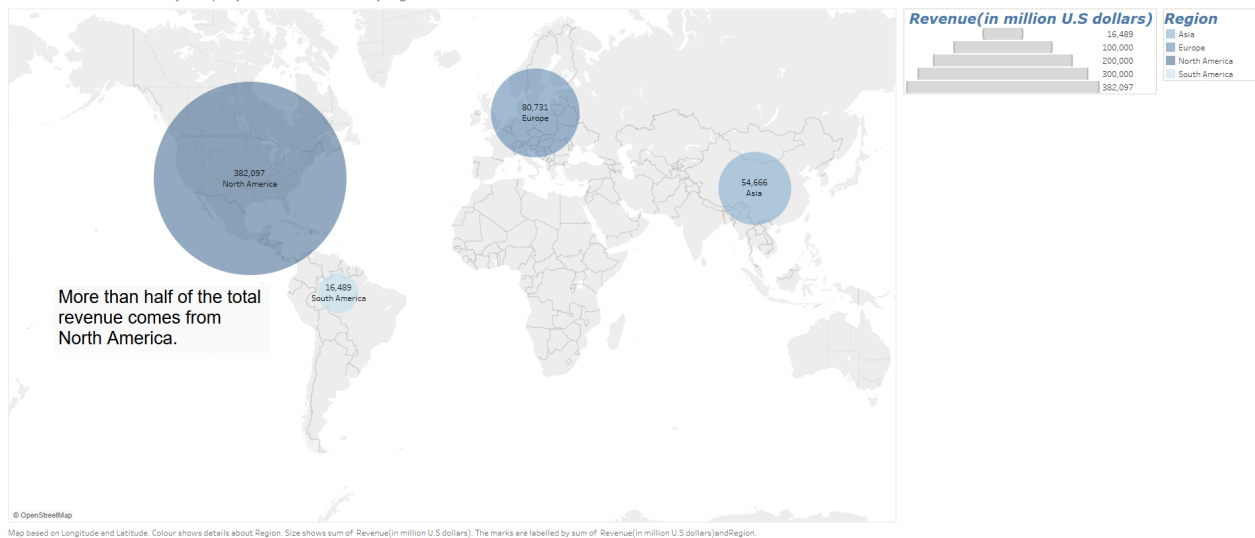 Revenue(in million U.S dollars)
16,489
100,000
200,000
300,000
382,097
Region
Asia
Europe
North America
South America
80,731
Europe
382,097
North America
54,666
Asia
16,489
South America
More than half of the total
revenue comes from
North America.
© OpenStreetMap
Map based on Longitude and Latitude. Colour shows details about Region. Size shows sum of Revenue(in million U.S dollars). The marks are labelled by sum of Revenue(in million U.S dollars)andRegion.